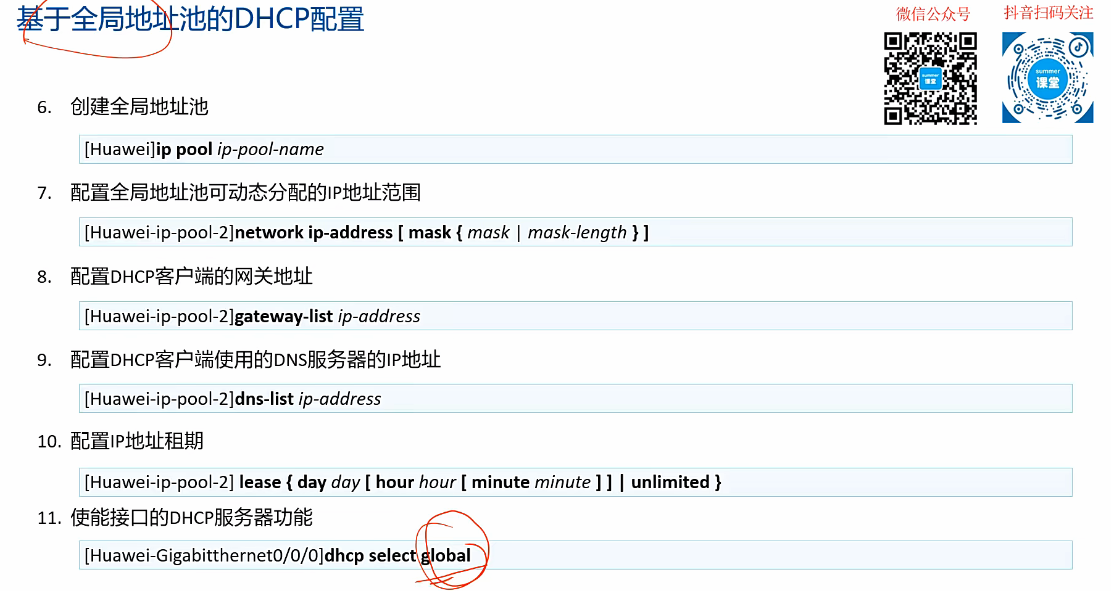 基于全局地址池的DHCP配置
微信公众号
抖音扫码关注
summer
课堂
summer
课堂
6. 创建全局地址池
[Huawei]ip pool ip-pool-name
7. 配置全局地址池可动态分配的IP地址范围
[Huawei-ip-pool-2]network ip-address [ mask { mask | mask-length } ]
8. 配置DHCP客户端的网关地址
[Huawei-ip-pool-2]gateway-list ip-address
9. 配置DHCP客户端使用的DNS服务器的IP地址
[Huawei-ip-pool-2]dns-list ip-address
10. 配置IP地址租期
[Huawei-ip-pool-2] lease { day day [ hour hour [ minute minute ] ] | unlimited }
11. 使能接口的DHCP服务器功能
[Huawei-Gigabitthernet0/0/0]dhcp select global